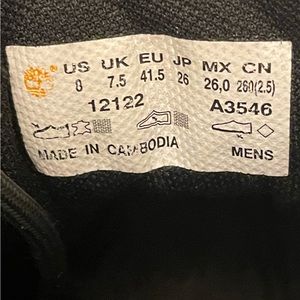 US UK EU JP MX CN
8 7.5 41.5 26 26,0 260(2.5)
12122 A3546
MADE IN CAMBODIA MENS